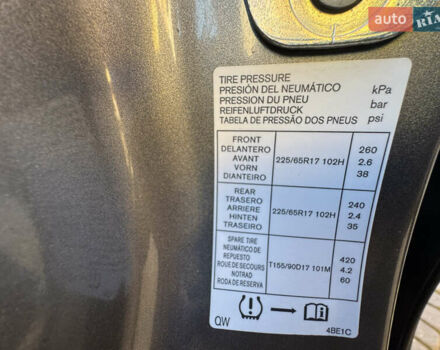 auto RIA
TIRE PRESSURE
PRESIÓN DEL NEUMÁTICO kPa
PRESSION DU PNEU bar
REIFENLUFTDRUCK psi
TABELA DE PRESSÃO DOS PNEUS
FRONT
DELANTERO 260
AVANT 225/65R17 102H 2.6
VORN 38
DIANTEIRO
REAR
TRASERO 240
ARRIERE 225/65R17 102H 2.4
HINTEN 35
TRASEIRO
SPARE TIRE
NEUMÁTICO DE 420
REPUESTO
ROUE DE SECOURS T155/90D17 101M 4.2
NOTRAD 60
RODA DE RESERVA
QW 4BE1C